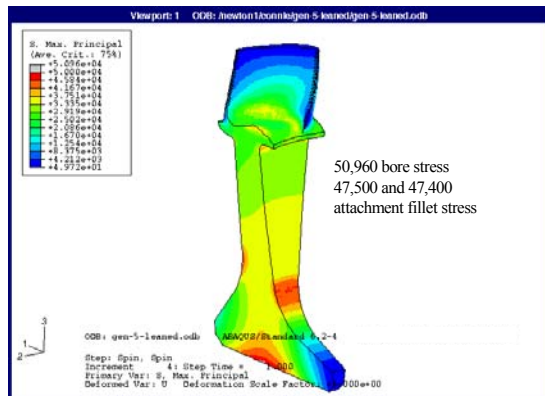 Viewport: 1 ODB: /newton1/connie/gen-5-leaned/gen-5-leaned.odb
S, Max. Principal
(Ave. Crit.: 75%)
+5.096e+04
+5.000e+04
+4.584e+04
+4.167e+04
+3.751e+04
+3.335e+04
+2.919e+04
+2.502e+04
+2.086e+04
+1.670e+04
+1.254e+04
+8.375e+03
+4.212e+03
+4.972e+01
50,960 bore stress
47,500 and 47,400
attachment fillet stress
3
1
2
ODB: gen-5-leaned.odb ABAQUS/Standard 6.2-4
Step: Spin, Spin
Increment 4: Step Time = 1.000
Primary Var: S, Max. Principal
Deformed Var: U Deformation Scale Factor: